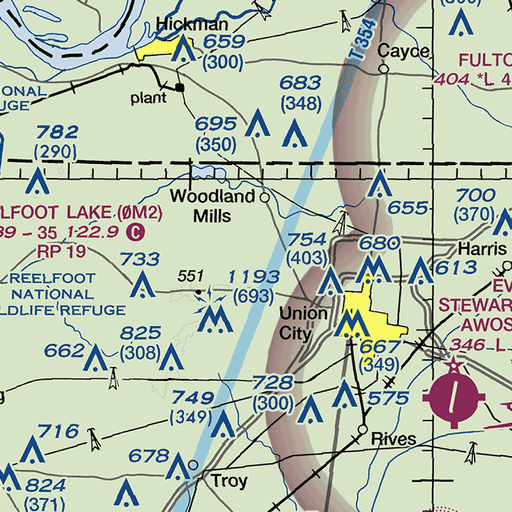 Hickman
659
(300)
T 354
Cayce
FULTO
404 *L 4
ONAL
UGE
plant
683
(348)
695
(350)
782
(290)
Woodland
Mills
655
700
(370)
LFOOT LAKE (ØM2)
89 – 35 122.9 C
RP 19
754
(403)
680
Harris
733
613
REELFOOT
NATIONAL
LDLIFE REFUGE
551
1193
(693)
EV
STEWAR
AWOS
346 L
Union
City
825
(308)
662
667
(349)
749
(349)
728
(300)
575
716
Rives
678
Troy
824
(371)